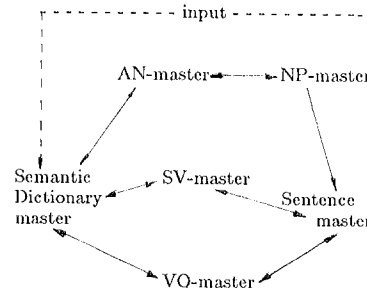 input
AN-master NP-master
Semantic
Dictionary
master
SV-master
Sentence
master
VO-master